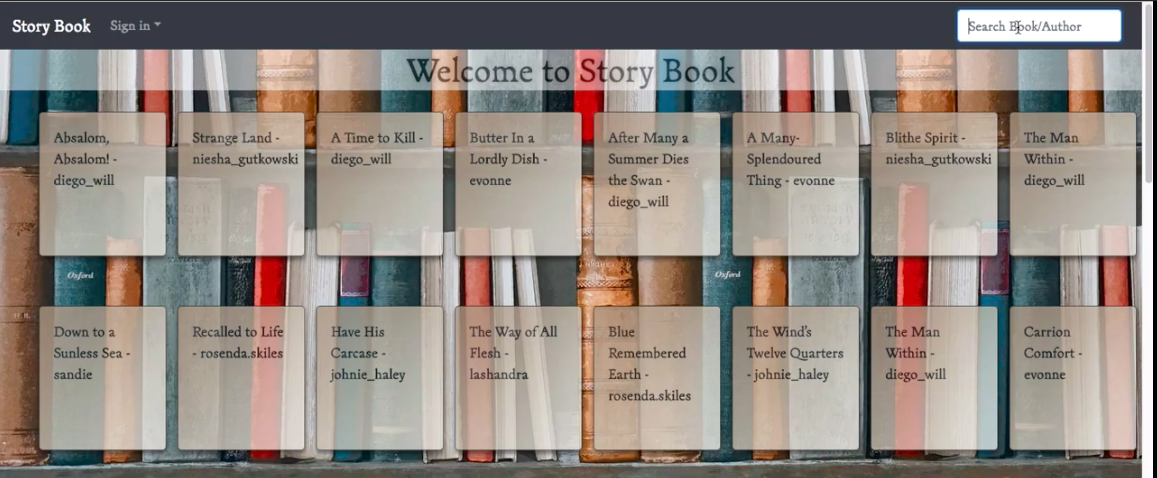 Story Book
Sign in
Search Book/Author
Welcome to Story Book
Absalom,
Absalom! -
diego_will
Strange Land -
niesha_gutkowski
A Time to Kill -
diego_will
Butter In a
Lordly Dish -
evonne
After Many a
Summer Dies
the Swan -
diego_will
A Many-
Splendoured
Thing - evonne
Blithe Spirit -
niesha_gutkowski
The Man
Within -
diego_will
Oxford
Oxford
Down to a
Sunless Sea -
sandie
Recalled to Life
- rosenda.skiles
Have His
Carcase -
johnie_haley
The Way of All
Flesh -
lashandra
Blue
Remembered
Earth -
rosenda.skiles
The Wind's
Twelve Quarters
- johnie_haley
The Man
Within -
diego_will
Carrion
Comfort -
evonne